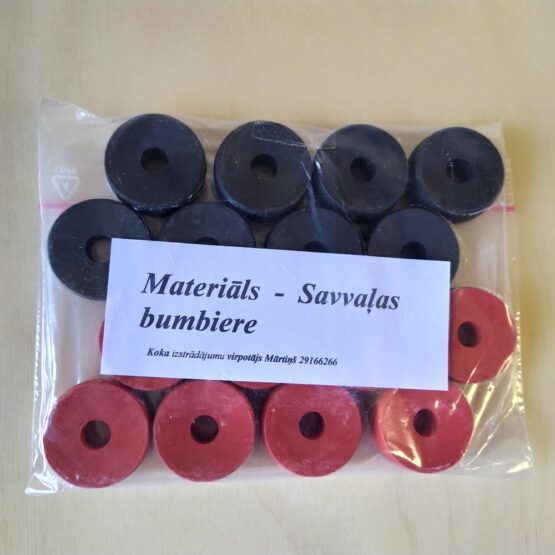 Materiāls - Savvaļas
bumbiere
Koka izstrādājumu virpotājs Mārtiņš 29166266